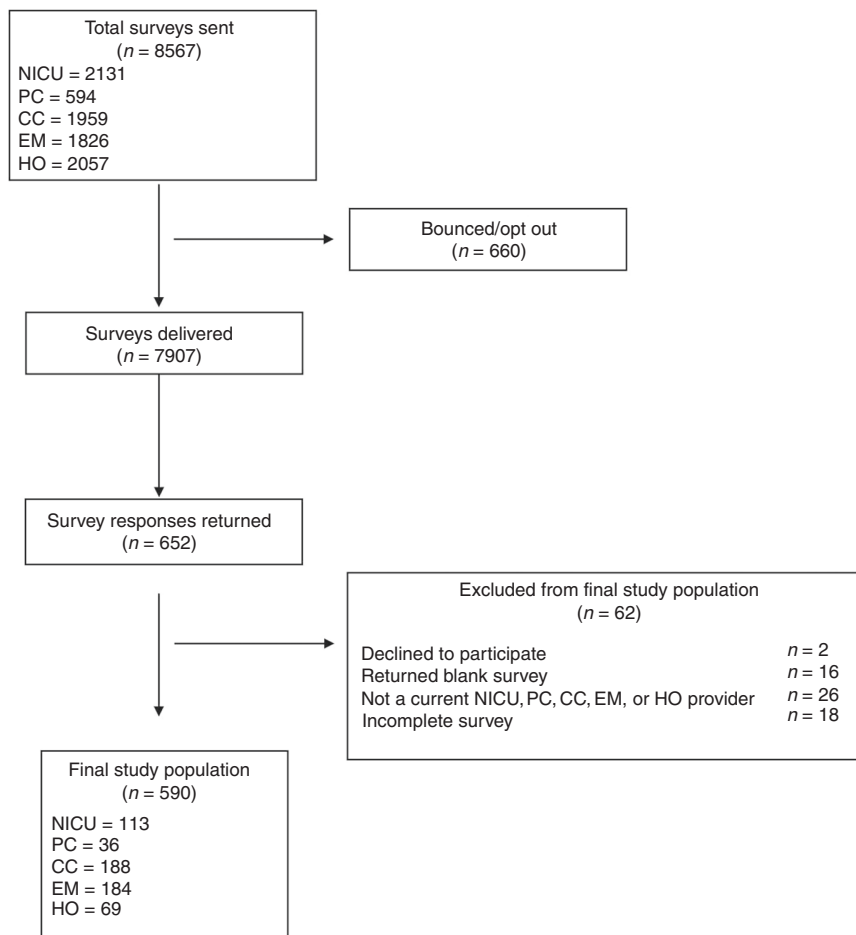 Total surveys sent
(n = 8567)
NICU = 2131
PC = 594
CC = 1959
EM = 1826
HO = 2057
Bounced/opt out
(n = 660)
Surveys delivered
(n = 7907)
Survey responses returned
(n = 652)
Excluded from final study population
(n = 62)
Declined to participate n = 2
Returned blank survey n = 16
Not a current NICU, PC, CC, EM, or HO provider n = 26
Incomplete survey n = 18
Final study population
(n = 590)
NICU = 113
PC = 36
CC = 188
EM = 184
HO = 69